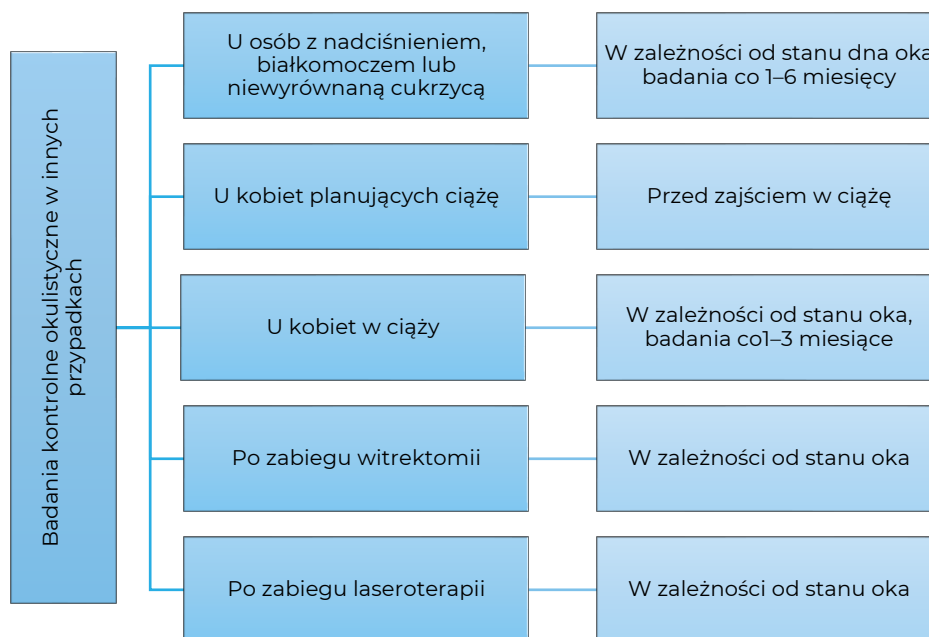 Badania kontrolne okulistyczne w innych
przypadkach
U osób z nadciśnieniem,
białkomoczem lub
niewyrównaną cukrzycą
W zależności od stanu dna oka
badania co 1–6 miesięcy
U kobiet planujących ciążę
Przed zajściem w ciążę
U kobiet w ciąży
W zależności od stanu oka,
badania co1–3 miesiące
Po zabiegu witrektomii
W zależności od stanu oka
Po zabiegu laseroterapii
W zależności od stanu oka